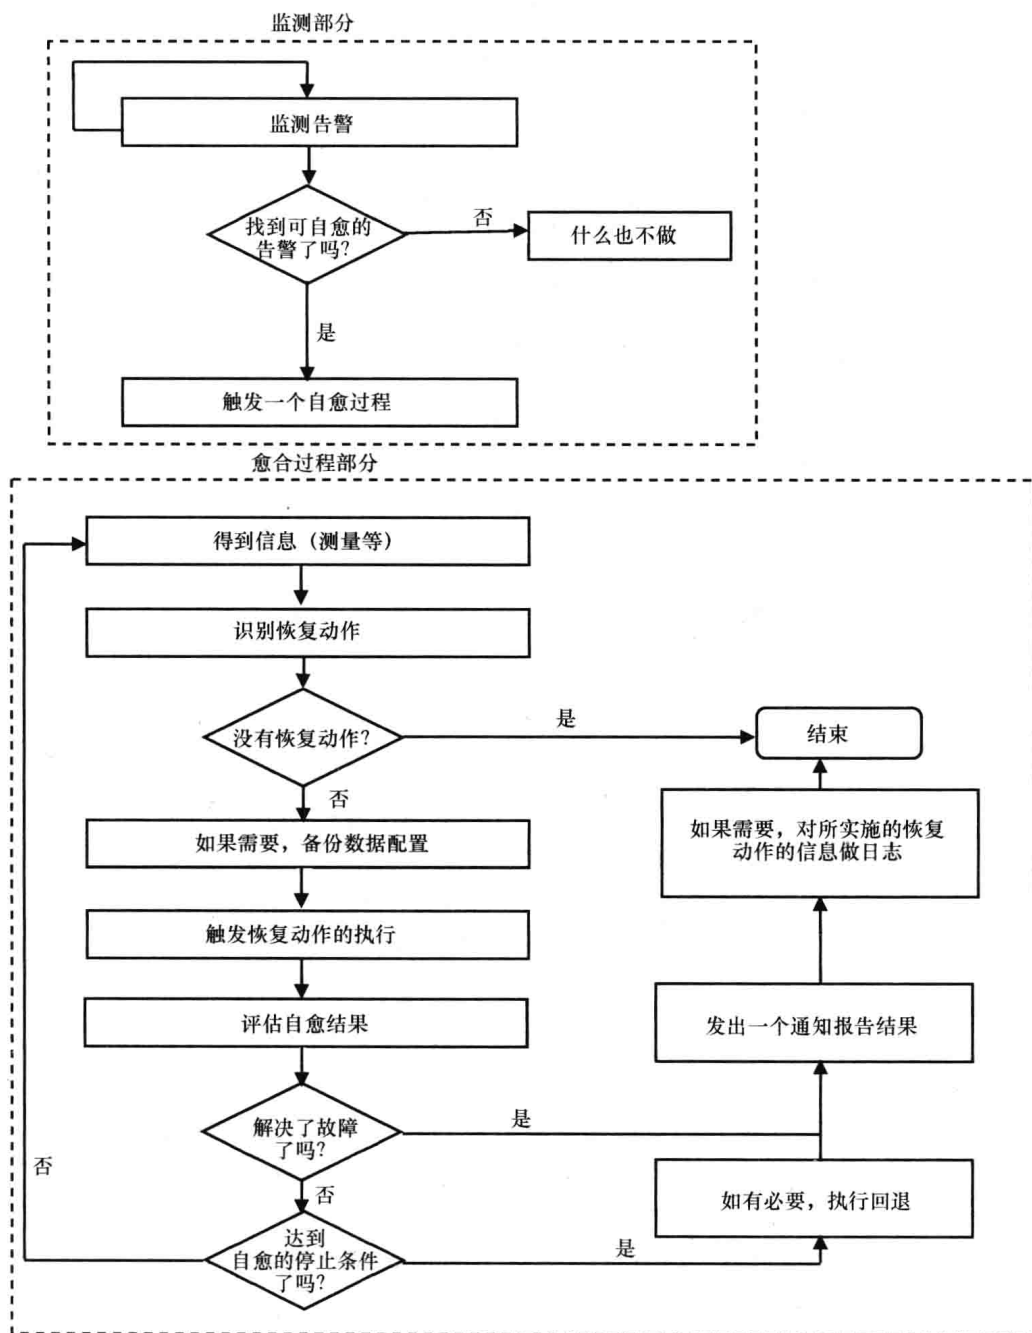 监测部分
监测告警
找到可自愈的
告警了吗?
否
什么也不做
是
触发一个自愈过程
愈合过程部分
得到信息（测量等）
识别恢复动作
没有恢复动作?
是
结束
否
如果需要，备份数据配置
如果需要，对所实施的恢复
动作的信息做日志
触发恢复动作的执行
评估自愈结果
发出一个通知报告结果
解决了故障
了吗?
是
否
否
如有必要，执行回退
达到
自愈的停止条件
了吗?
是